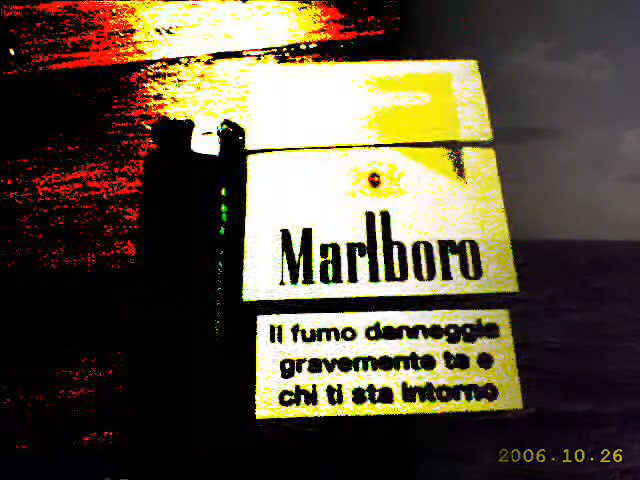 Marlboro
Il fumo danneggia
gravemente te e
chi ti sta intorno
2006.10.26